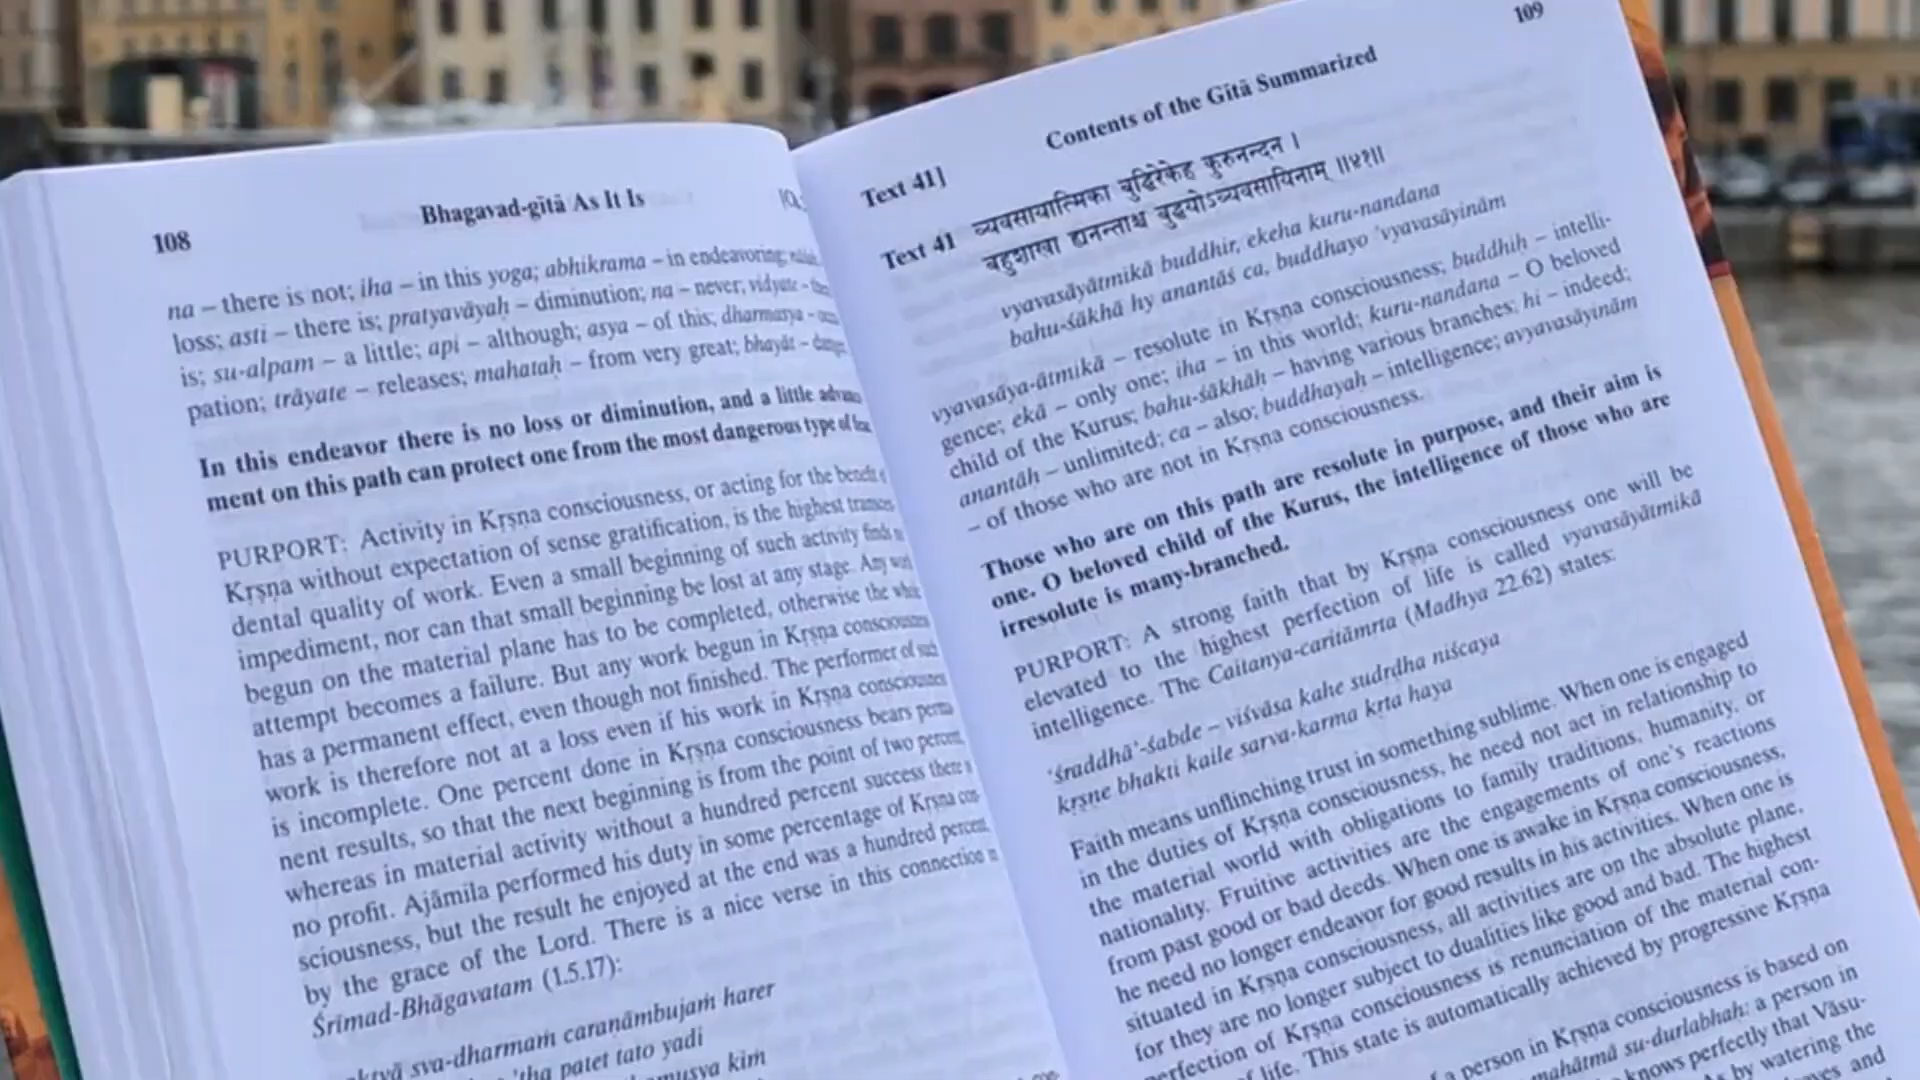 108
Bhagavad-gītā As It Is
na – there is not; iha – in this yoga; abhikrama – in endeavoring;
loss; asti – there is; pratyavāyaḥ – diminution; na – never; vidyate –
is; su-alpam – a little; api – although; asya – of this; dharmasya –
pation; trāyate – releases; mahataḥ – from very great; bhayāt –
In this endeavor there is no loss or diminution, and a little
ment on this path can protect one from the most dangerous type of
PURPORT: Activity in Kṛṣṇa consciousness, or acting for the benefit
Kṛṣṇa without expectation of sense gratification, is the highest
dental quality of work. Even a small beginning of such activity finds
impediment, nor can that small beginning be lost at any stage. Any
begun on the material plane has to be completed, otherwise the
attempt becomes a failure. But any work begun in Kṛṣṇa
has a permanent effect, even though not finished. The performer of such
work is therefore not at a loss even if his work in Kṛṣṇa
is incomplete. One percent done in Kṛṣṇa consciousness bears
nent results, so that the next beginning is from the point of two percent,
whereas in material activity without a hundred percent success there
no profit. Ajāmila performed his duty in some percentage of Kṛṣṇa
sciousness, but the result he enjoyed at the end was a hundred percent,
by the grace of the Lord. There is a nice verse in this connection
Śrīmad-Bhāgavatam (1.5.17):
sva-dharmaṁ caraṇāmbujaṁ harer
'tha patet tato yadi
kiṁ
109
Contents of the Gītā Summarized
Text 41]
Text 41 व्यवसायात्मिका बुद्धिरेकेह कुरुनन्दन ।
बहुशाखा ह्यनन्ताश्च बुद्धयोऽव्यवसायिनाम् ॥४१॥
vyavasāyātmikā buddhir, ekeha kuru-nandana
bahu-śākhā hy anantāś ca, buddhayo 'vyavasāyinām
vyavasāya-ātmikā – resolute in Kṛṣṇa consciousness; buddhiḥ – intelli-
gence; ekā – only one; iha – in this world; kuru-nandana – O beloved
child of the Kurus; bahu-śākhāḥ – having various branches; hi – indeed;
anantāḥ – unlimited; ca – also; buddhayaḥ – intelligence; avyavasāyinām
– of those who are not in Kṛṣṇa consciousness.
Those who are on this path are resolute in purpose, and their aim is
one. O beloved child of the Kurus, the intelligence of those who are
irresolute is many-branched.
PURPORT: A strong faith that by Kṛṣṇa consciousness one will be
elevated to the highest perfection of life is called vyavasāyātmikā
intelligence. The Caitanya-caritāmṛta (Madhya 22.62) states:
'śraddhā'-śabde – viśvāsa kahe sudṛḍha niścaya
kṛṣṇe bhakti kaile sarva-karma kṛta haya
Faith means unflinching trust in something sublime. When one is engaged
in the duties of Kṛṣṇa consciousness, he need not act in relationship to
the material world with obligations to family traditions, humanity, or
nationality. Fruitive activities are the engagements of one's reactions
from past good or bad deeds. When one is awake in Kṛṣṇa consciousness,
he need no longer endeavor for good results in his activities. When one is
situated in Kṛṣṇa consciousness, all activities are on the absolute plane,
for they are no longer subject to dualities like good and bad. The highest
perfection of Kṛṣṇa consciousness is renunciation of the material con-
of life. This state is automatically achieved by progressive Kṛṣṇa
a person in Kṛṣṇa consciousness is based on
mahātmā su-durlabhaḥ: a person in
knows perfectly that Vāsu-
by watering the
and